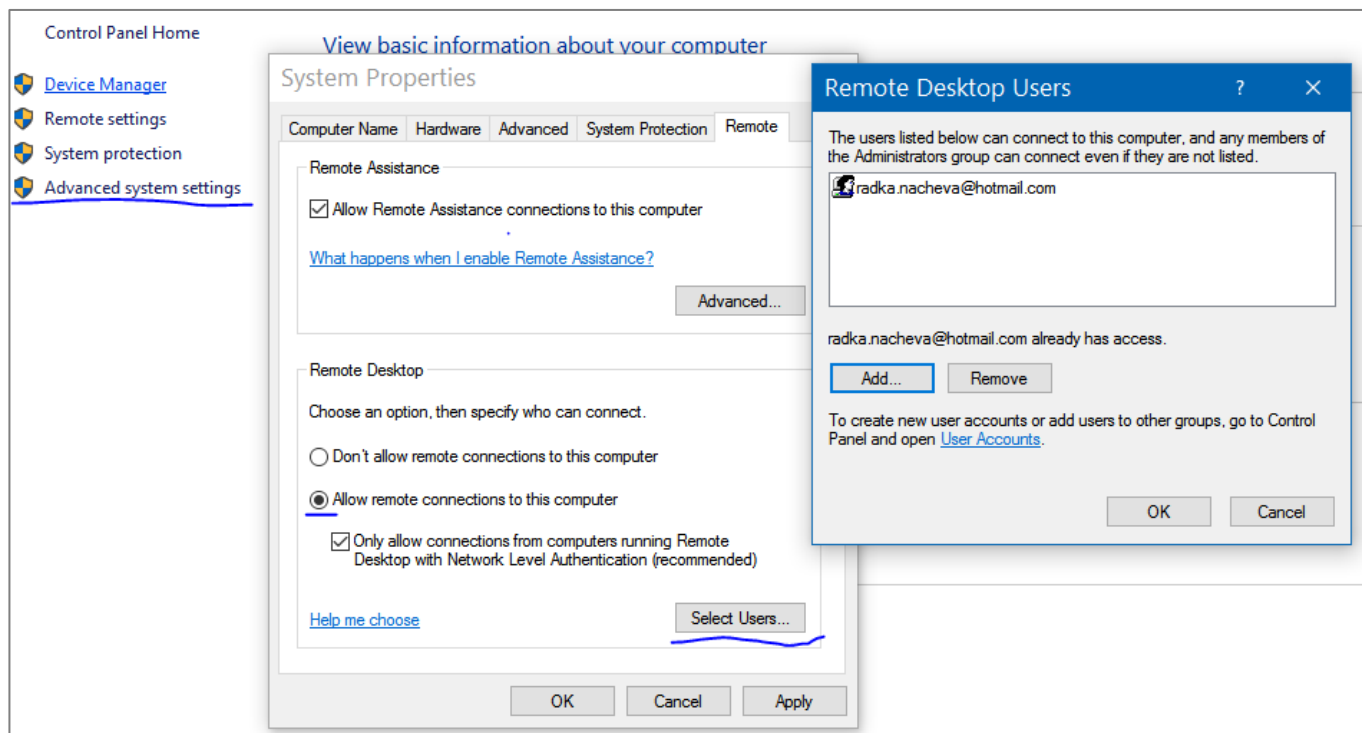 Control Panel Home
Device Manager
Remote settings
System protection
Advanced system settings
View basic information about your computer
System Properties
Computer Name
Hardware
Advanced
System Protection
Remote
Remote Assistance
Allow Remote Assistance connections to this computer
What happens when I enable Remote Assistance?
Advanced...
Remote Desktop
Choose an option, then specify who can connect.
Don't allow remote connections to this computer
Allow remote connections to this computer
Only allow connections from computers running Remote
Desktop with Network Level Authentication (recommended)
Help me choose
Select Users...
OK
Cancel
Apply
Remote Desktop Users
?
The users listed below can connect to this computer, and any members of
the Administrators group can connect even if they are not listed.
radka.nacheva@hotmail.com
radka.nacheva@hotmail.com already has access.
Add...
Remove
To create new user accounts or add users to other groups, go to Control
Panel and open User Accounts.
OK
Cancel